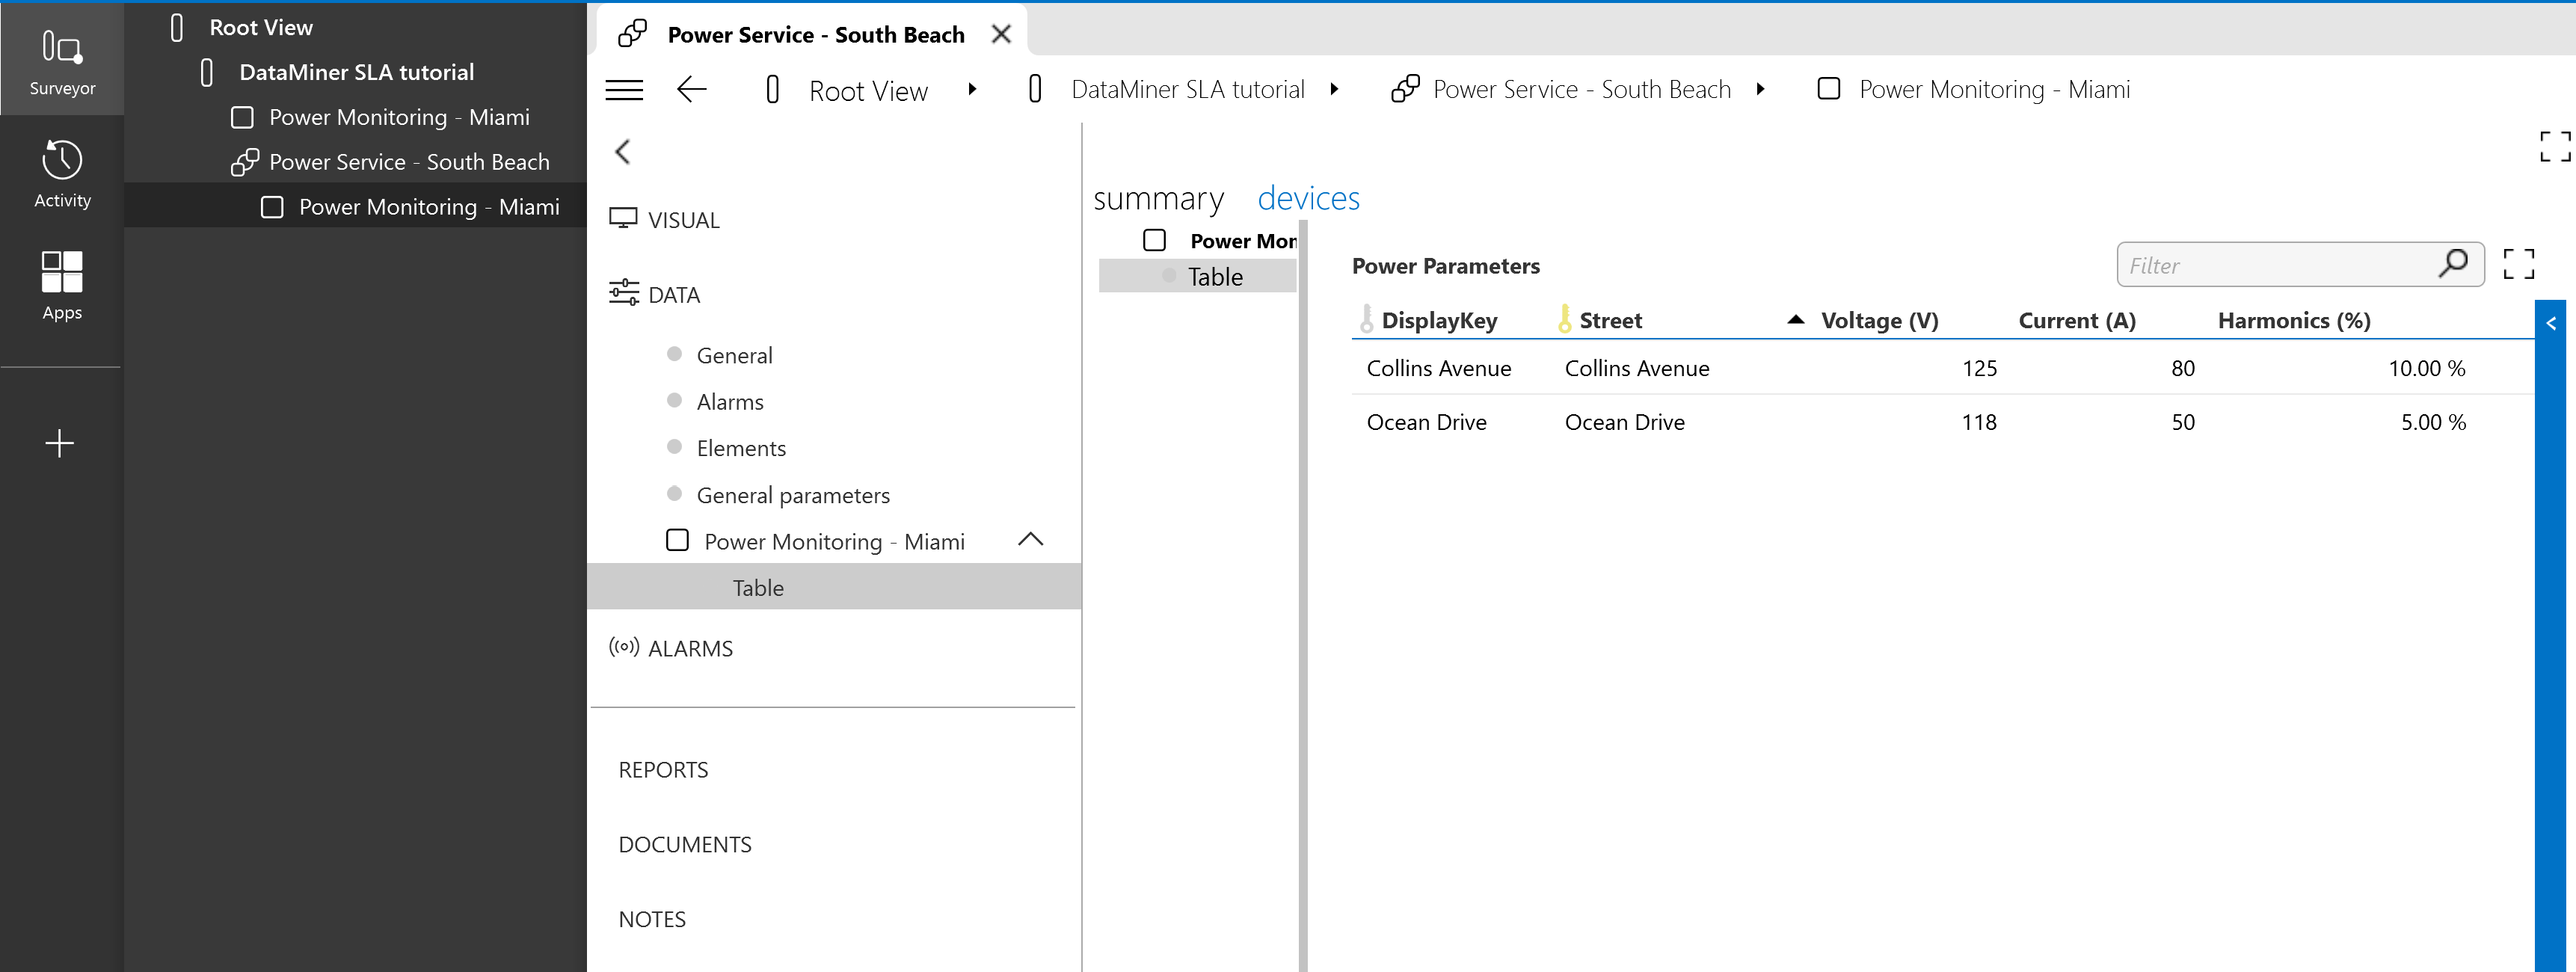 Surveyor
Activity
Apps
Root View
DataMiner SLA tutorial
Power Monitoring - Miami
Power Service - South Beach
Power Monitoring - Miami
Power Service - South Beach
Root View DataMiner SLA tutorial Power Service - South Beach Power Monitoring - Miami
VISUAL
DATA
General
Alarms
Elements
General parameters
Power Monitoring - Miami
Table
ALARMS
REPORTS
DOCUMENTS
NOTES
summary devices
Power Mon
Table
Power Parameters
Filter
DisplayKey Street Voltage (V) Current (A) Harmonics (%)
Collins Avenue Collins Avenue 125 80 10.00 %
Ocean Drive Ocean Drive 118 50 5.00 %